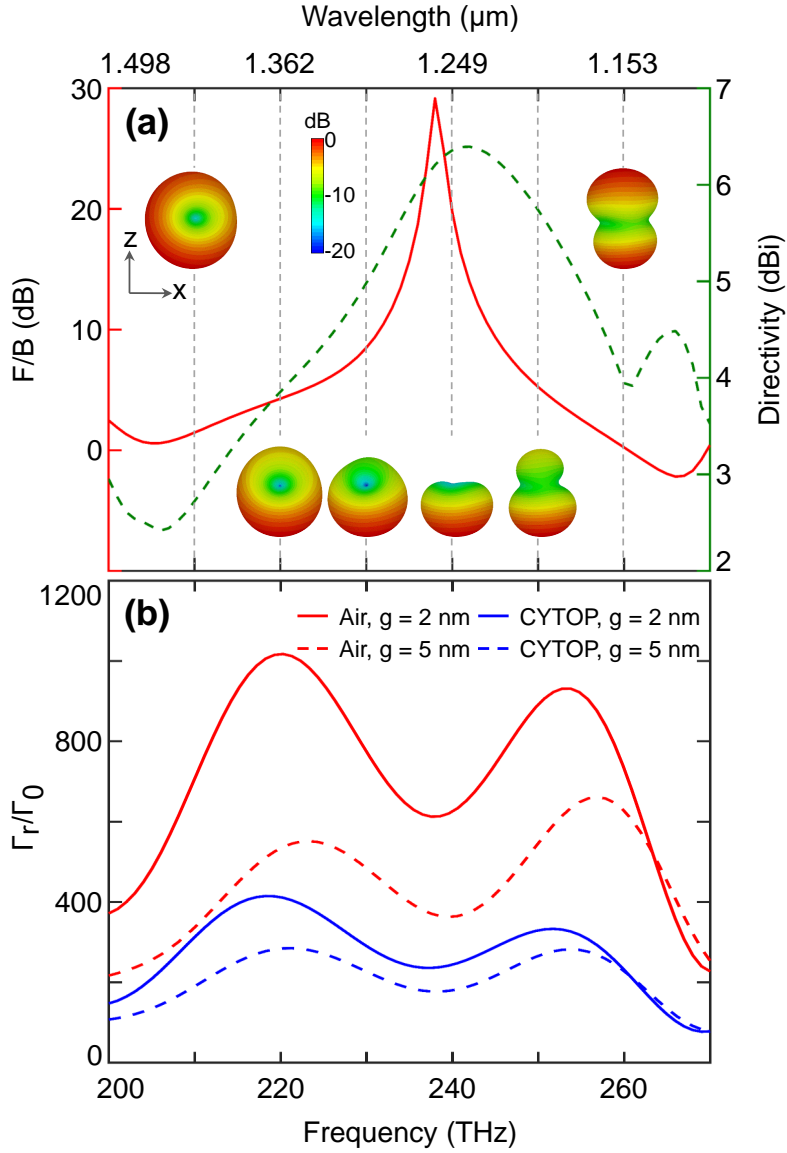 Wavelength (μm)
1.498 1.362 1.249 1.153
30 7
(a) dB
0
20 -10 6
-20
z
x
5
F/B (dB) 10 Directivity (dBi)
4
0
3
2
1200
(b) Air, g = 2 nm CYTOP, g = 2 nm
Air, g = 5 nm CYTOP, g = 5 nm
800
Γr/Γ0
400
0
200 220 240 260
Frequency (THz)